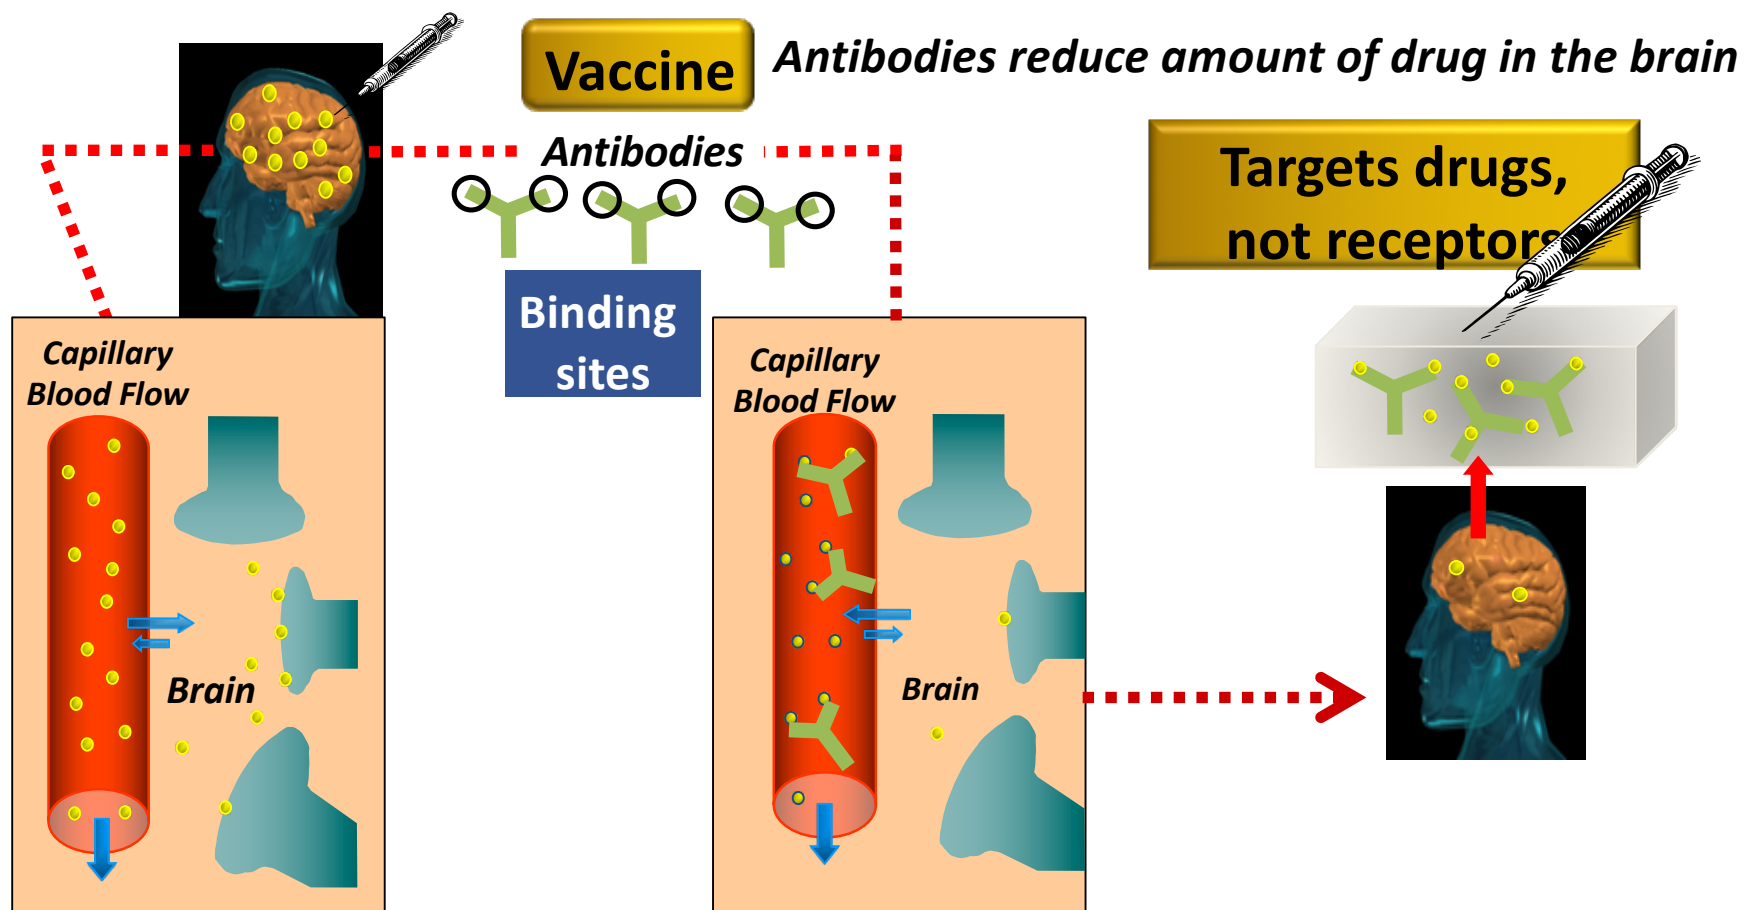 Vaccine
Antibodies reduce amount of drug in the brain
Antibodies
Binding
sites
Targets drugs,
not receptors
Capillary
Blood Flow
Brain
Capillary
Blood Flow
Brain